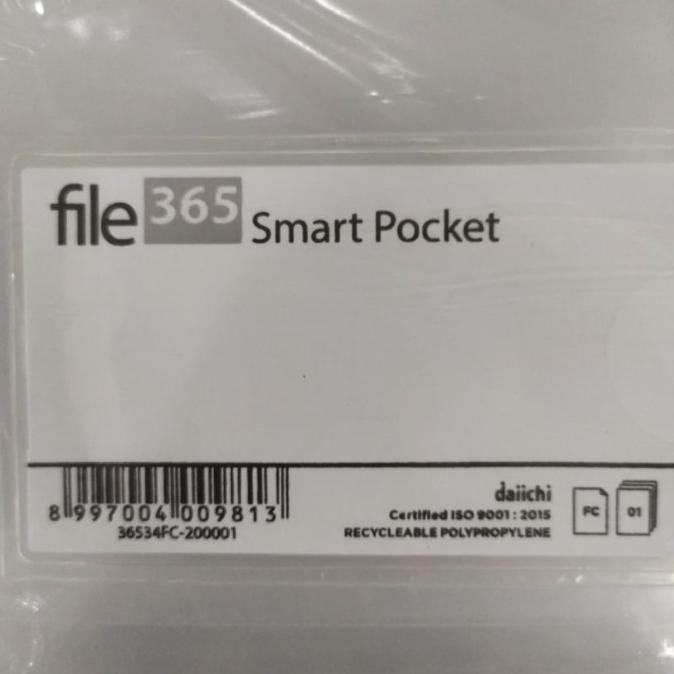 file 365 Smart Pocket
8 997004 009813
36534FC-200001
daiichi
Certified ISO 9001 : 2015
RECYCLEABLE POLYPROPYLENE
FC
01